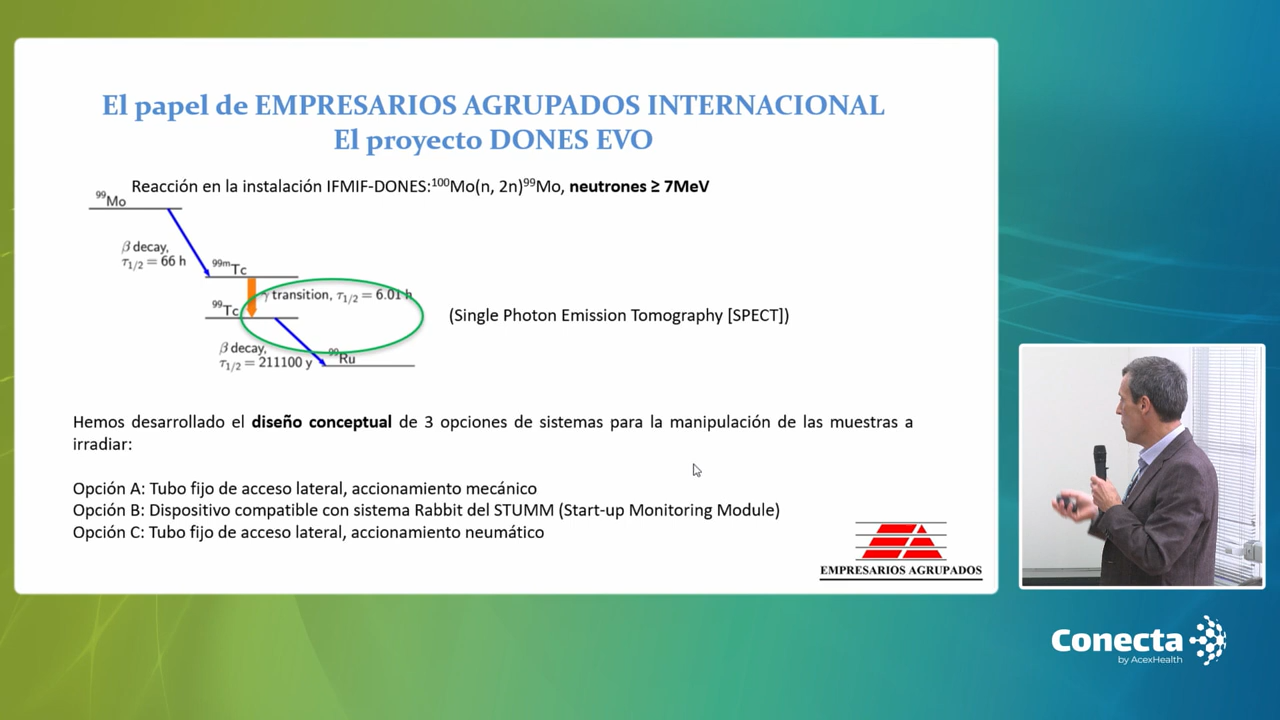 El papel de EMPRESARIOS AGRUPADOS INTERNACIONAL
El proyecto DONES EVO
Reacción en la instalación IFMIF-DONES:¹⁰⁰Mo(n, 2n)⁹⁹Mo, neutrones ≥ 7MeV
⁹⁹Mo
β decay,
τ₁/₂ = 66 h
⁹⁹ᵐTc
γ transition, τ₁/₂ = 6.01 h
⁹⁹Tc
(Single Photon Emission Tomography [SPECT])
β decay,
τ₁/₂ = 211100 y
⁹⁹Ru
Hemos desarrollado el diseño conceptual de 3 opciones de sistemas para la manipulación de las muestras a
irradiar:
Opción A: Tubo fijo de acceso lateral, accionamiento mecánico
Opción B: Dispositivo compatible con sistema Rabbit del STUMM (Start-up Monitoring Module)
Opción C: Tubo fijo de acceso lateral, accionamiento neumático
EMPRESARIOS AGRUPADOS
Conecta
by AcexHealth